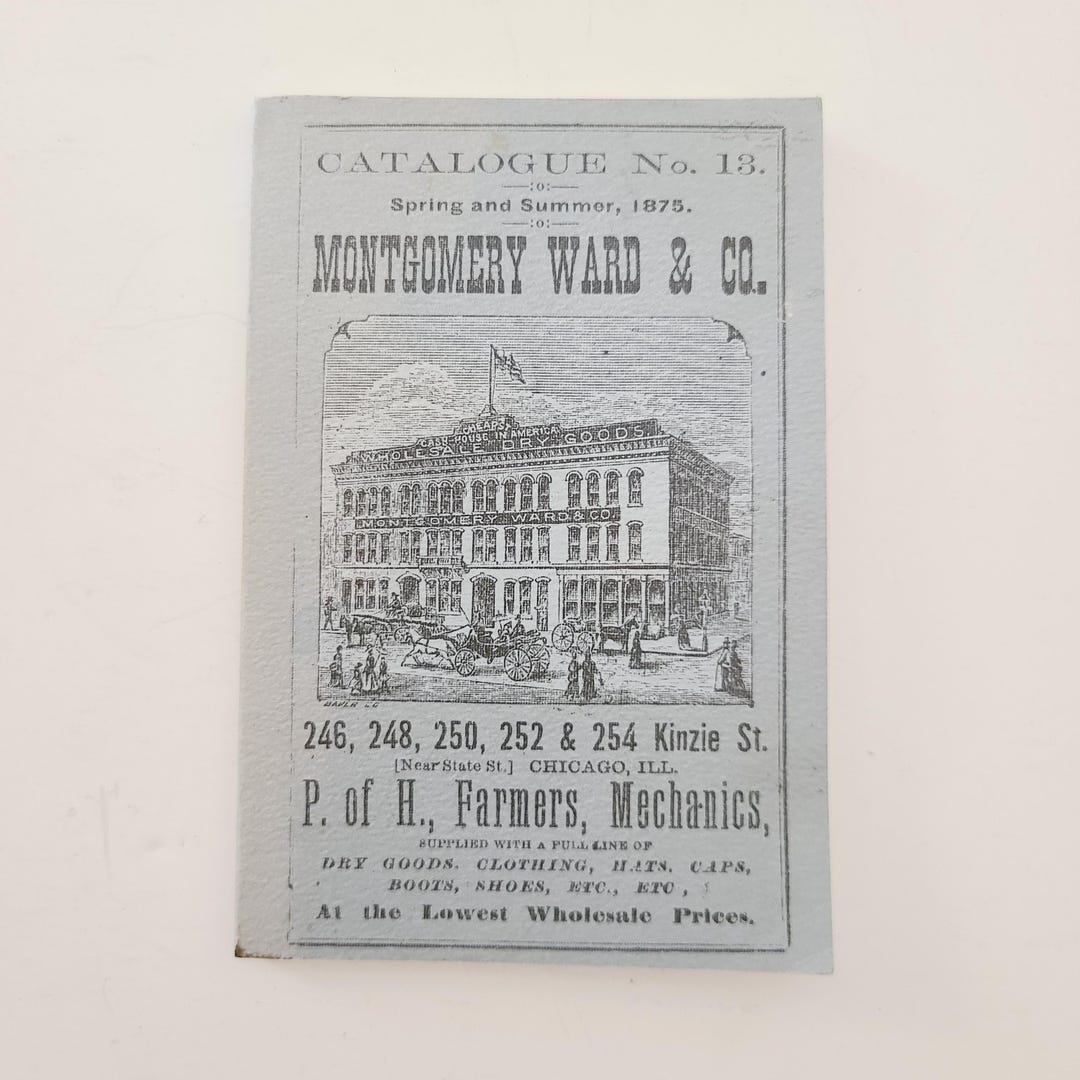 CATALOGUE No. 13.
—:o:—
Spring and Summer, 1875.
—:o:—
MONTGOMERY WARD & CO.
CHEAPS
CASH HOUSE IN AMERICA
WHOLESALE DRY GOODS
MONTGOMERY WARD & CO.
246, 248, 250, 252 & 254 Kinzie St.
[Near State St.] CHICAGO, ILL.
P. of H., Farmers, Mechanics,
SUPPLIED WITH A FULL LINE OF
DRY GOODS, CLOTHING, HATS, CAPS,
BOOTS, SHOES, ETC., ETC.,
At the Lowest Wholesale Prices.